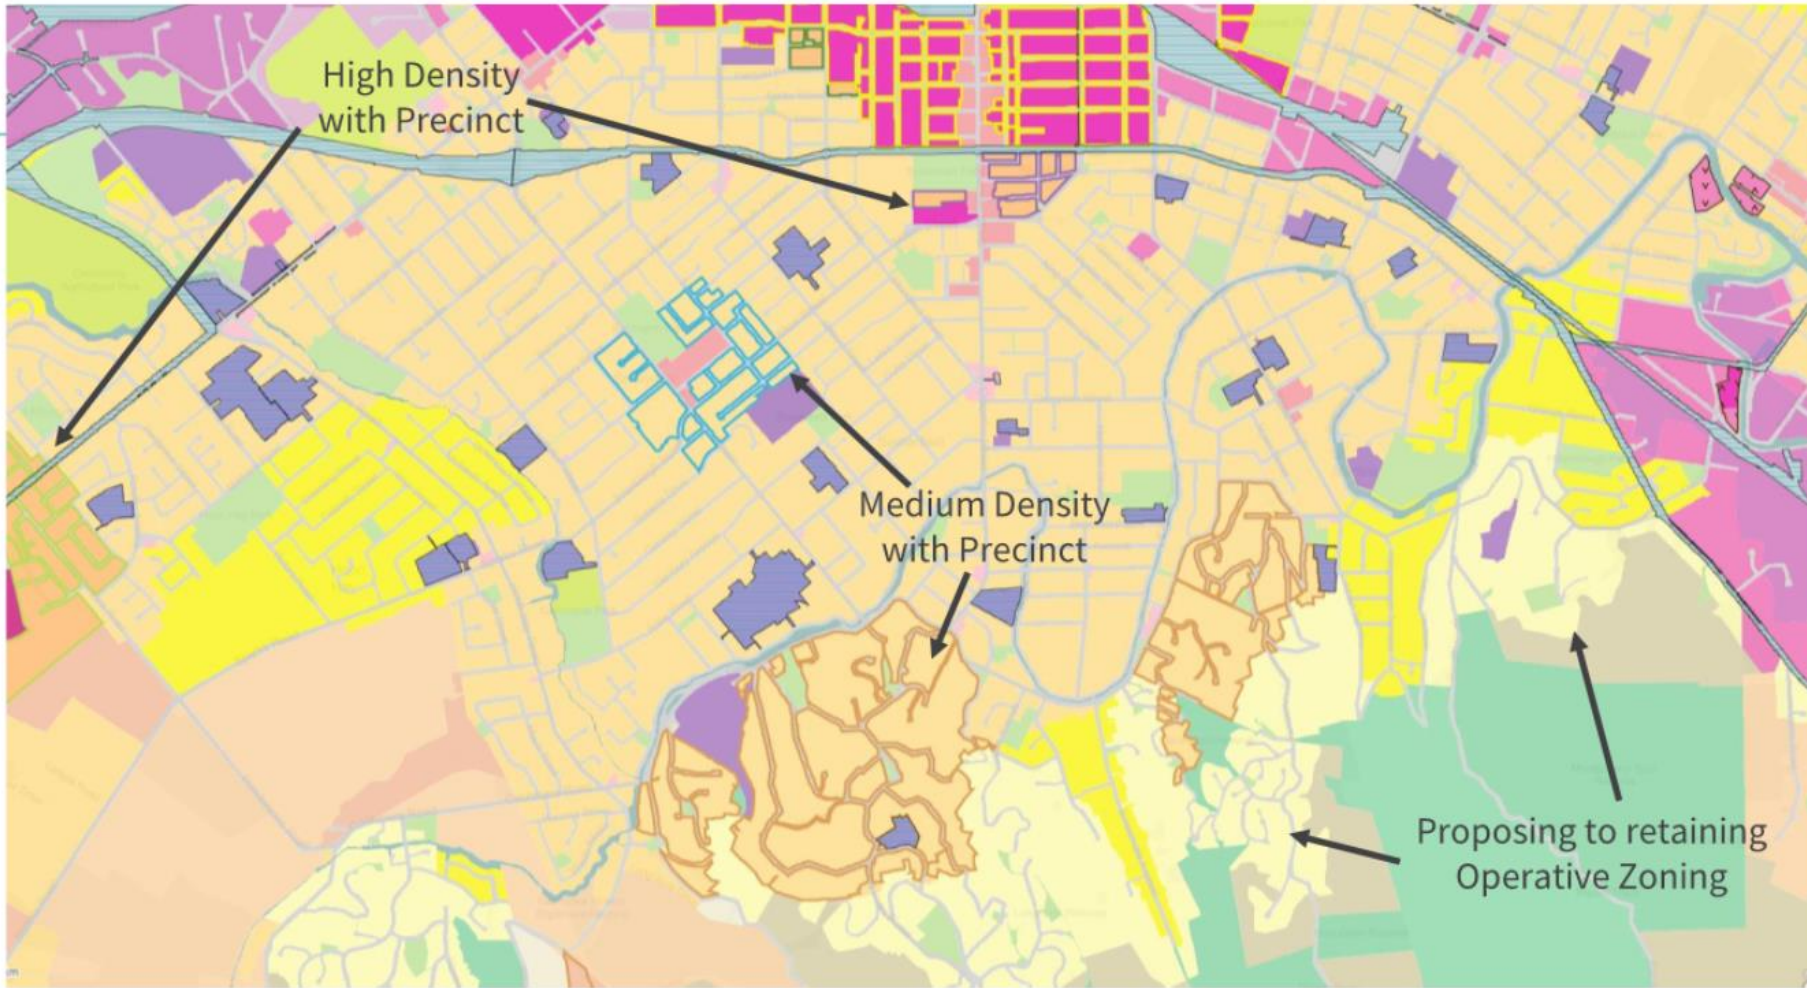 High Density
with Precinct
Medium Density
with Precinct
Proposing to retaining
Operative Zoning